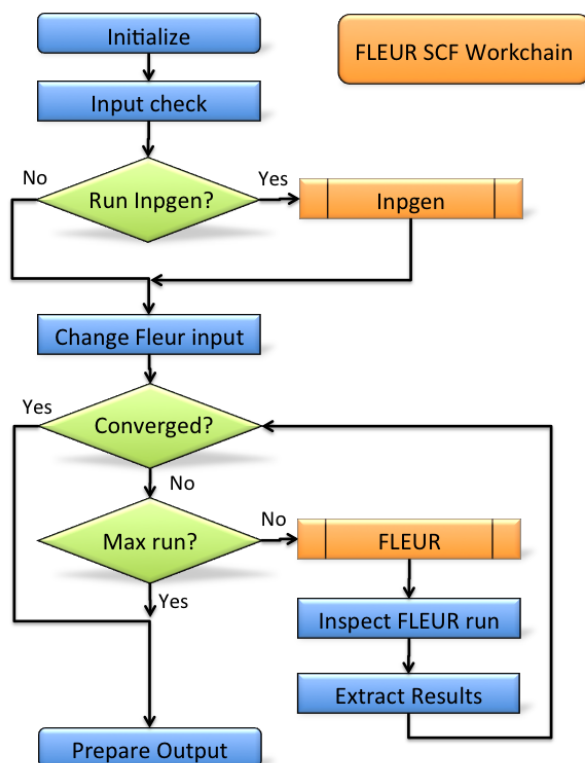 Initialize
FLEUR SCF Workchain
Input check
No
Yes
Run Inpgen?
Inpgen
Change Fleur input
Yes
Converged?
No
Max run?
No
FLEUR
Yes
Inspect FLEUR run
Extract Results
Prepare Output